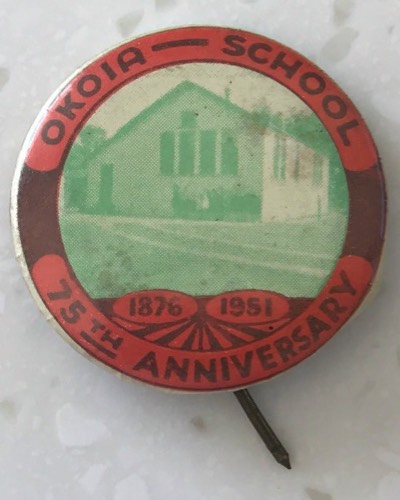 OKOIA — SCHOOL
1876 1951
75TH — ANNIVERSARY